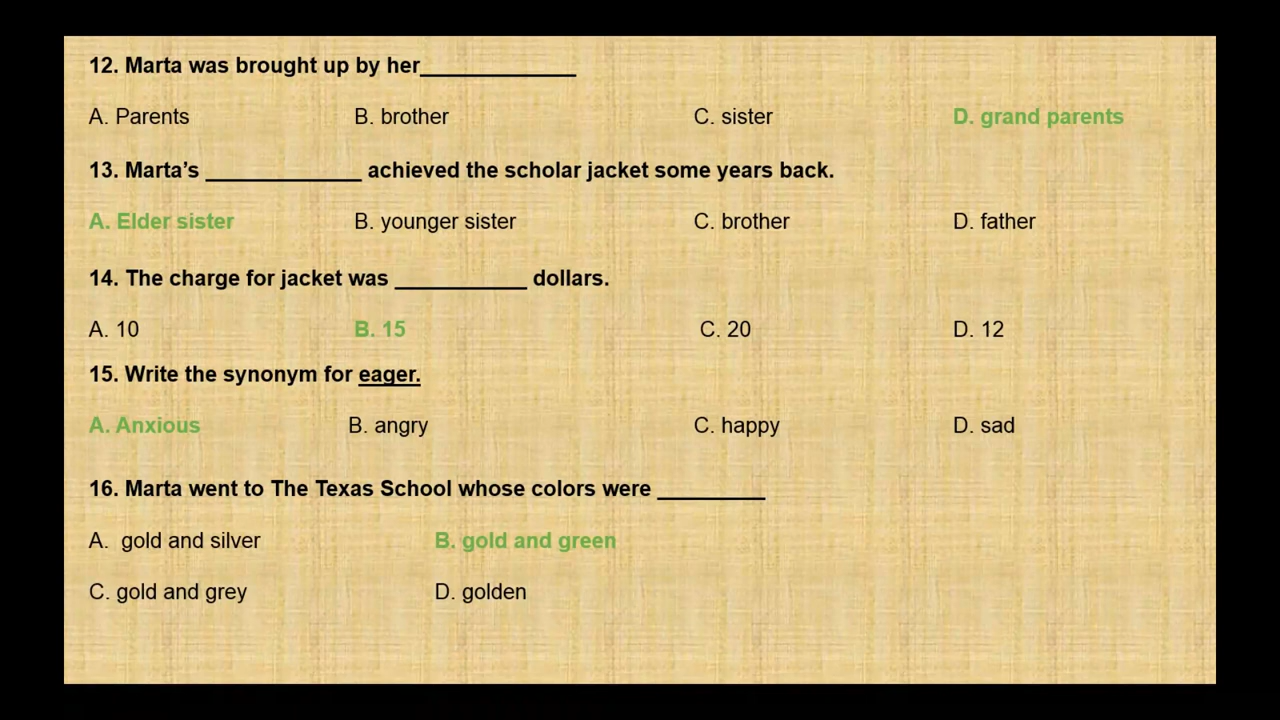 12. Marta was brought up by her_____________
A. Parents B. brother C. sister D. grand parents
13. Marta’s _____________ achieved the scholar jacket some years back.
A. Elder sister B. younger sister C. brother D. father
14. The charge for jacket was ___________ dollars.
A. 10 B. 15 C. 20 D. 12
15. Write the synonym for eager.
A. Anxious B. angry C. happy D. sad
16. Marta went to The Texas School whose colors were _________
A. gold and silver B. gold and green
C. gold and grey D. golden